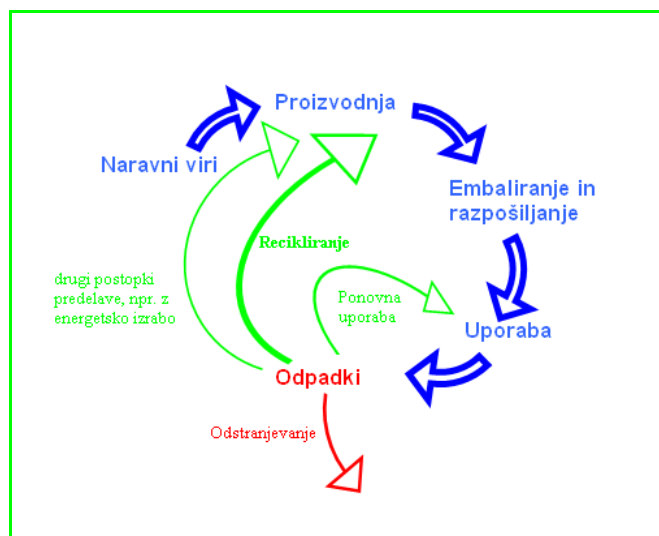 Proizvodnja
Naravni viri
Embaliranje in
razpošiljanje
Recikliranje
drugi postopki
predelave, npr. z
energetsko izrabo
Ponovna
uporaba
Uporaba
Odpadki
Odstranjevanje